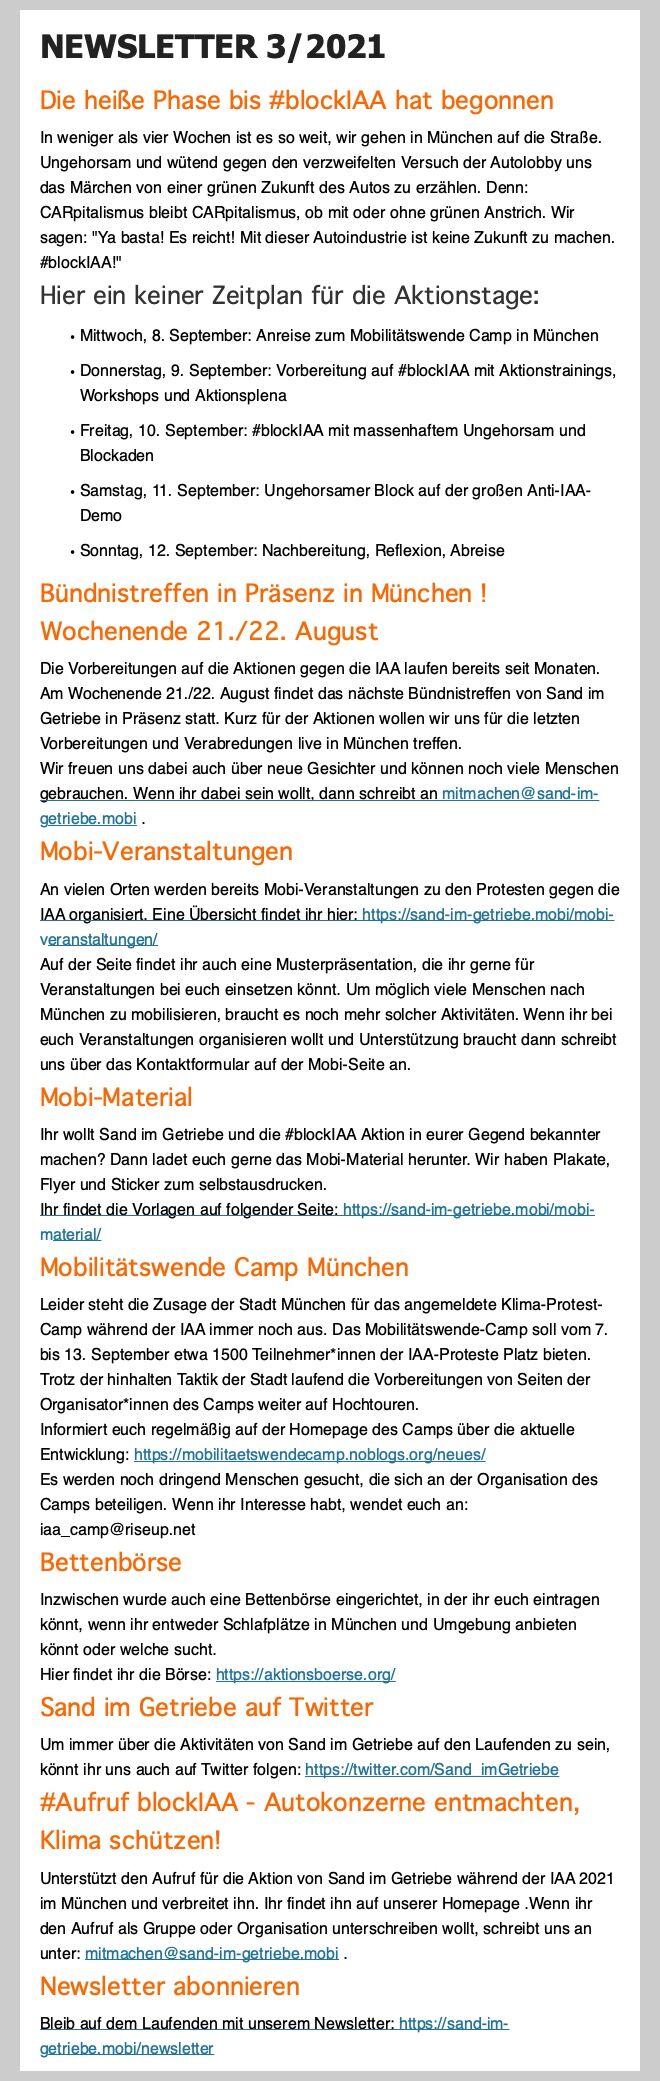 NEWSLETTER 3/2021
Die heiße Phase bis #blockIAA hat begonnen
In weniger als vier Wochen ist es so weit, wir gehen in München auf die Straße.
Ungehorsam und wütend gegen den verzweifelten Versuch der Autolobby uns
das Märchen von einer grünen Zukunft des Autos zu erzählen. Denn:
CARpitalismus bleibt CARpitalismus, ob mit oder ohne grünen Anstrich. Wir
sagen: "Ya basta! Es reicht! Mit dieser Autoindustrie ist keine Zukunft zu machen.
#blockIAA!"
Hier ein keiner Zeitplan für die Aktionstage:
• Mittwoch, 8. September: Anreise zum Mobilitätswende Camp in München
• Donnerstag, 9. September: Vorbereitung auf #blockIAA mit Aktionstrainings,
Workshops und Aktionsplena
• Freitag, 10. September: #blockIAA mit massenhaftem Ungehorsam und
Blockaden
• Samstag, 11. September: Ungehorsamer Block auf der großen Anti-IAA-
Demo
• Sonntag, 12. September: Nachbereitung, Reflexion, Abreise
Bündnistreffen in Präsenz in München !
Wochenende 21./22. August
Die Vorbereitungen auf die Aktionen gegen die IAA laufen bereits seit Monaten.
Am Wochenende 21./22. August findet das nächste Bündnistreffen von Sand im
Getriebe in Präsenz statt. Kurz für der Aktionen wollen wir uns für die letzten
Vorbereitungen und Verabredungen live in München treffen.
Wir freuen uns dabei auch über neue Gesichter und können noch viele Menschen
gebrauchen. Wenn ihr dabei sein wollt, dann schreibt an mitmachen@sand-im-
getriebe.mobi .
Mobi-Veranstaltungen
An vielen Orten werden bereits Mobi-Veranstaltungen zu den Protesten gegen die
IAA organisiert. Eine Übersicht findet ihr hier: https://sand-im-getriebe.mobi/mobi-
veranstaltungen/
Auf der Seite findet ihr auch eine Musterpräsentation, die ihr gerne für
Veranstaltungen bei euch einsetzen könnt. Um möglich viele Menschen nach
München zu mobilisieren, braucht es noch mehr solcher Aktivitäten. Wenn ihr bei
euch Veranstaltungen organisieren wollt und Unterstützung braucht dann schreibt
uns über das Kontaktformular auf der Mobi-Seite an.
Mobi-Material
Ihr wollt Sand im Getriebe und die #blockIAA Aktion in eurer Gegend bekannter
machen? Dann ladet euch gerne das Mobi-Material herunter. Wir haben Plakate,
Flyer und Sticker zum selbstausdrucken.
Ihr findet die Vorlagen auf folgender Seite: https://sand-im-getriebe.mobi/mobi-
material/
Mobilitätswende Camp München
Leider steht die Zusage der Stadt München für das angemeldete Klima-Protest-
Camp während der IAA immer noch aus. Das Mobilitätswende-Camp soll vom 7.
bis 13. September etwa 1500 Teilnehmer*innen der IAA-Proteste Platz bieten.
Trotz der hinhalten Taktik der Stadt laufend die Vorbereitungen von Seiten der
Organisator*innen des Camps weiter auf Hochtouren.
Informiert euch regelmäßig auf der Homepage des Camps über die aktuelle
Entwicklung: https://mobilitaetswendecamp.noblogs.org/neues/
Es werden noch dringend Menschen gesucht, die sich an der Organisation des
Camps beteiligen. Wenn ihr Interesse habt, wendet euch an:
iaa_camp@riseup.net
Bettenbörse
Inzwischen wurde auch eine Bettenbörse eingerichtet, in der ihr euch eintragen
könnt, wenn ihr entweder Schlafplätze in München und Umgebung anbieten
könnt oder welche sucht.
Hier findet ihr die Börse: https://aktionsboerse.org/
Sand im Getriebe auf Twitter
Um immer über die Aktivitäten von Sand im Getriebe auf den Laufenden zu sein,
könnt ihr uns auch auf Twitter folgen: https://twitter.com/Sand_imGetriebe
#Aufruf blockIAA - Autokonzerne entmachten,
Klima schützen!
Unterstützt den Aufruf für die Aktion von Sand im Getriebe während der IAA 2021
im München und verbreitet ihn. Ihr findet ihn auf unserer Homepage .Wenn ihr
den Aufruf als Gruppe oder Organisation unterschreiben wollt, schreibt uns an
unter: mitmachen@sand-im-getriebe.mobi .
Newsletter abonnieren
Bleib auf dem Laufenden mit unserem Newsletter: https://sand-im-
getriebe.mobi/newsletter